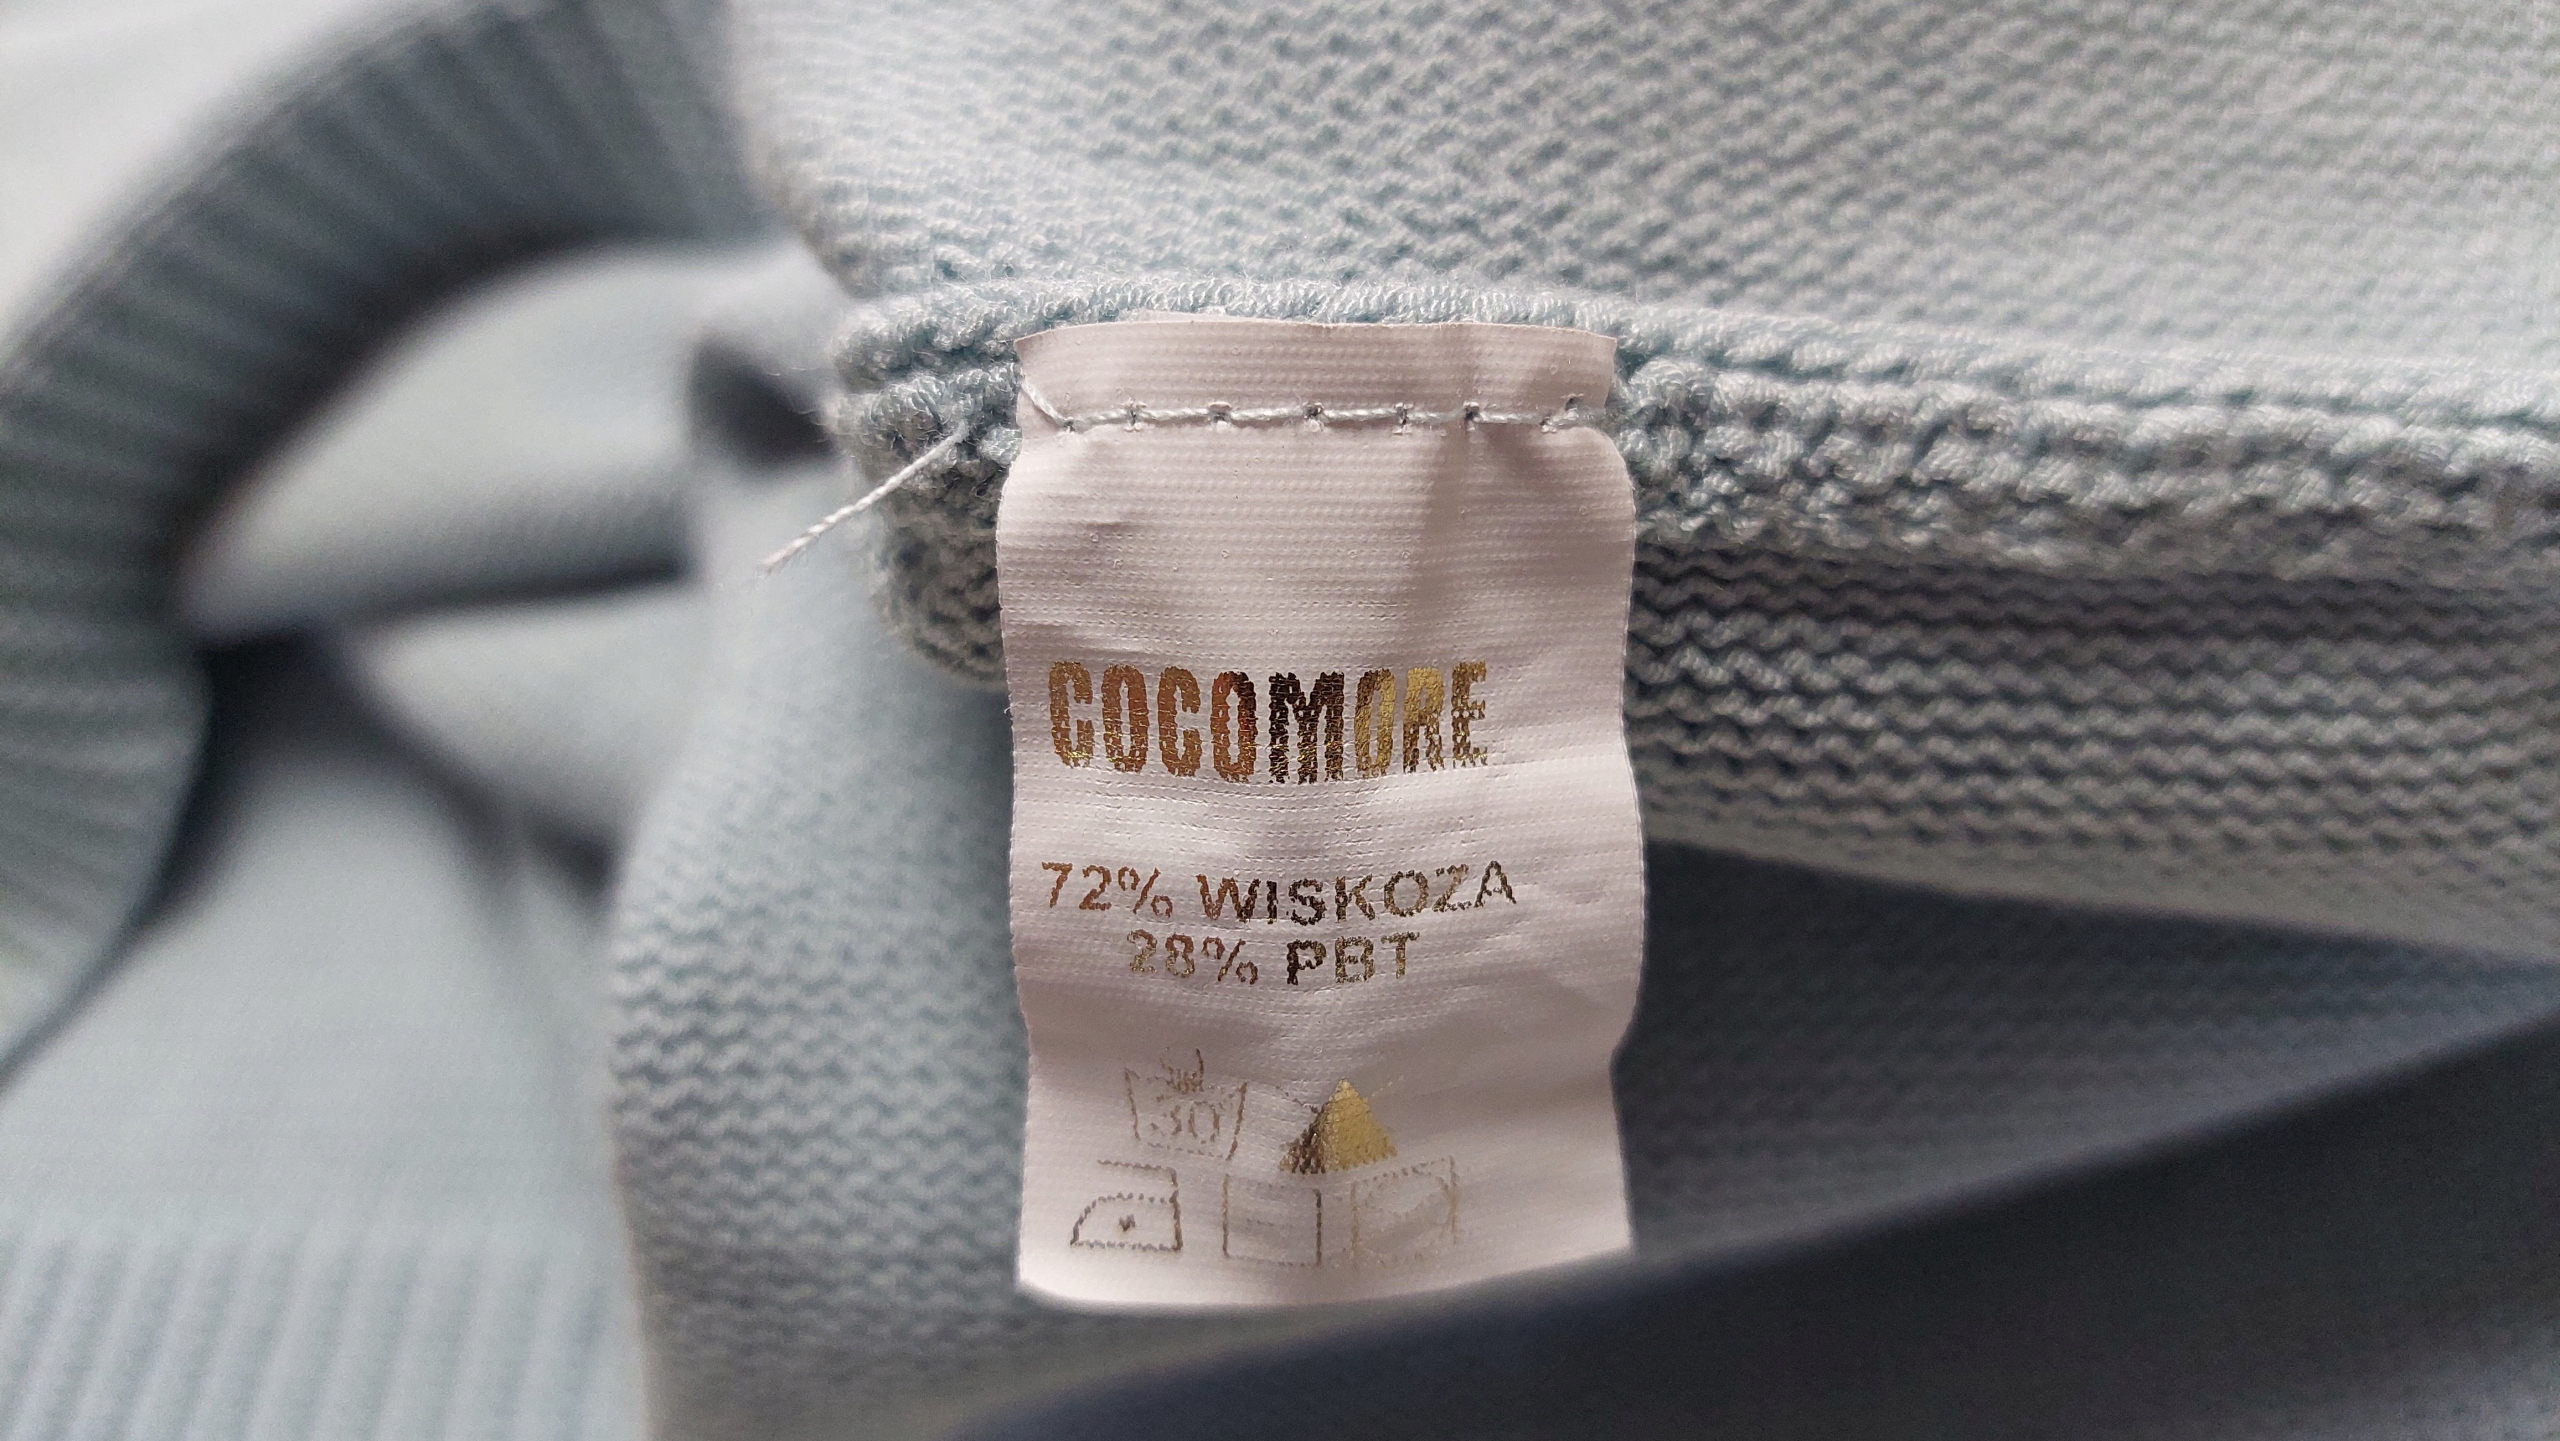 COCOMORE
72% WISKOZA
28% PBT
30